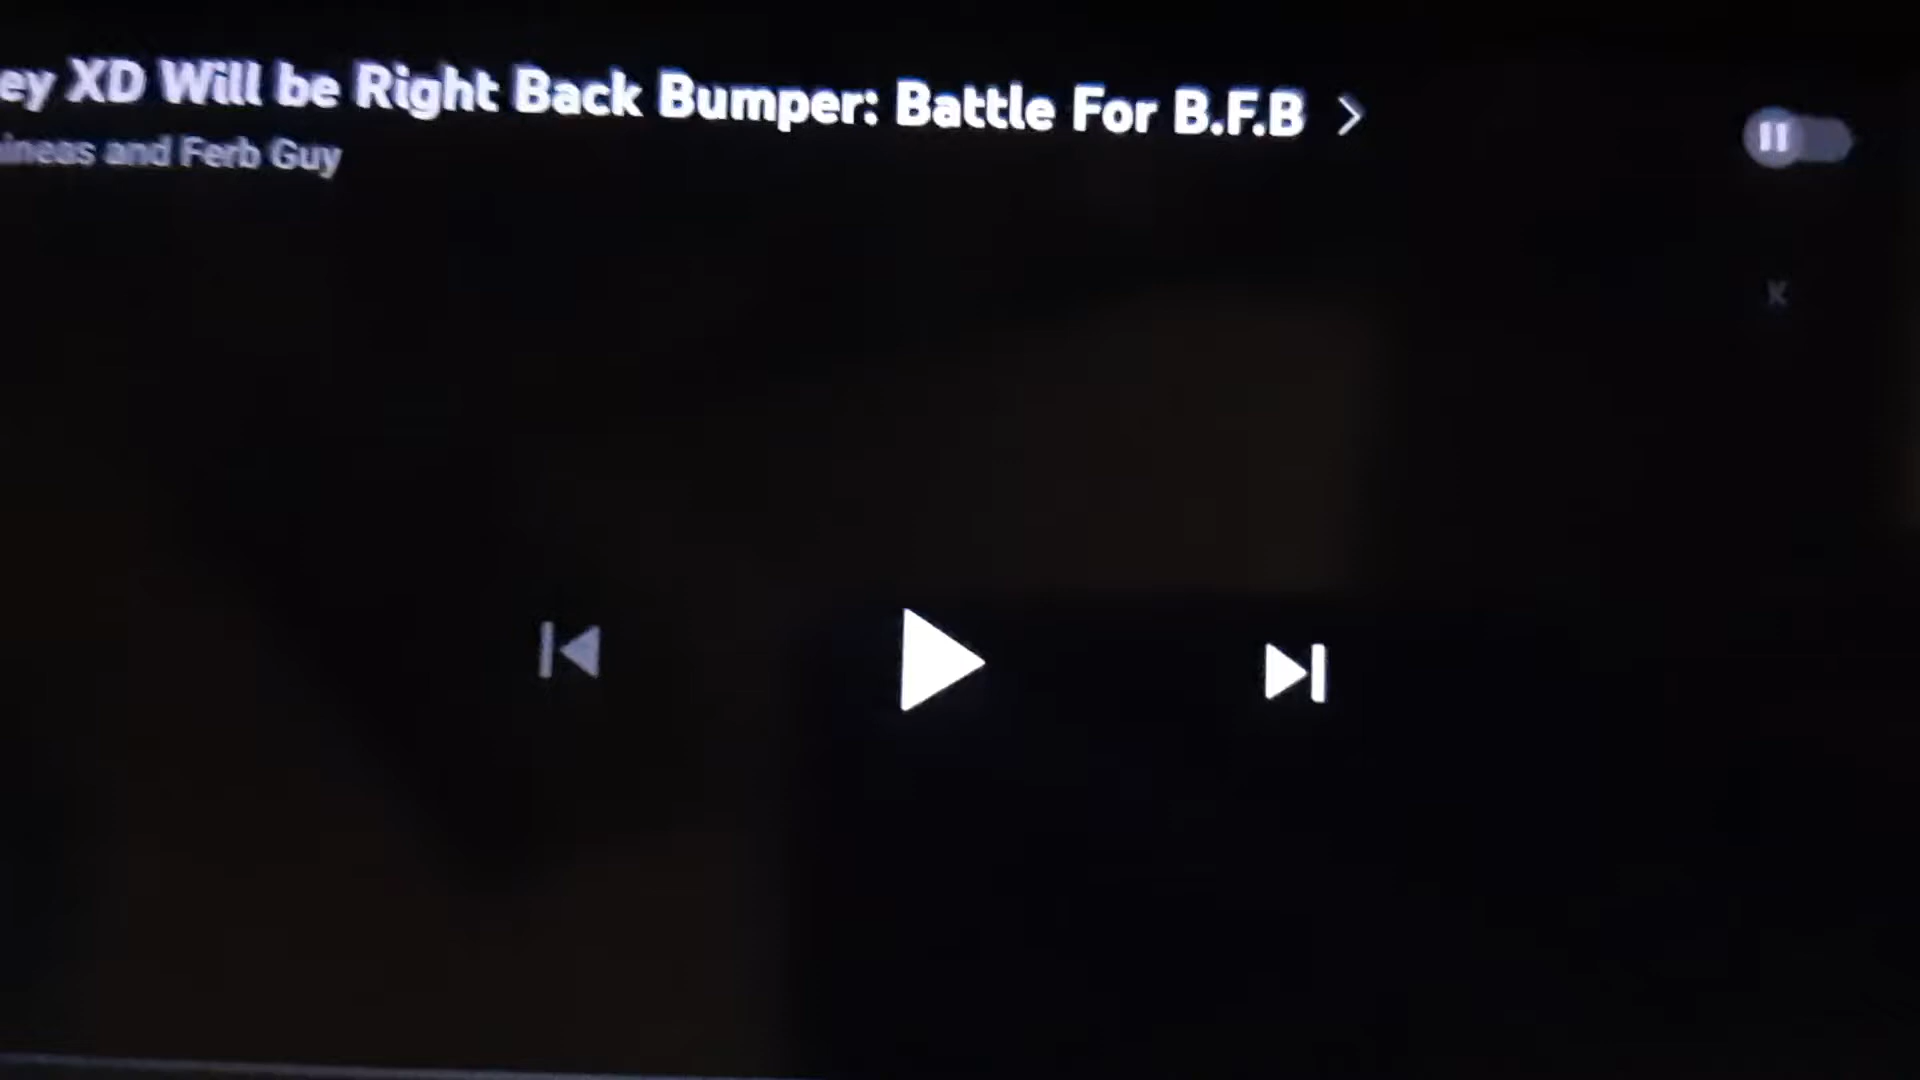 ey XD Will be Right Back Bumper: Battle For B.F.B
ineas and Ferb Guy